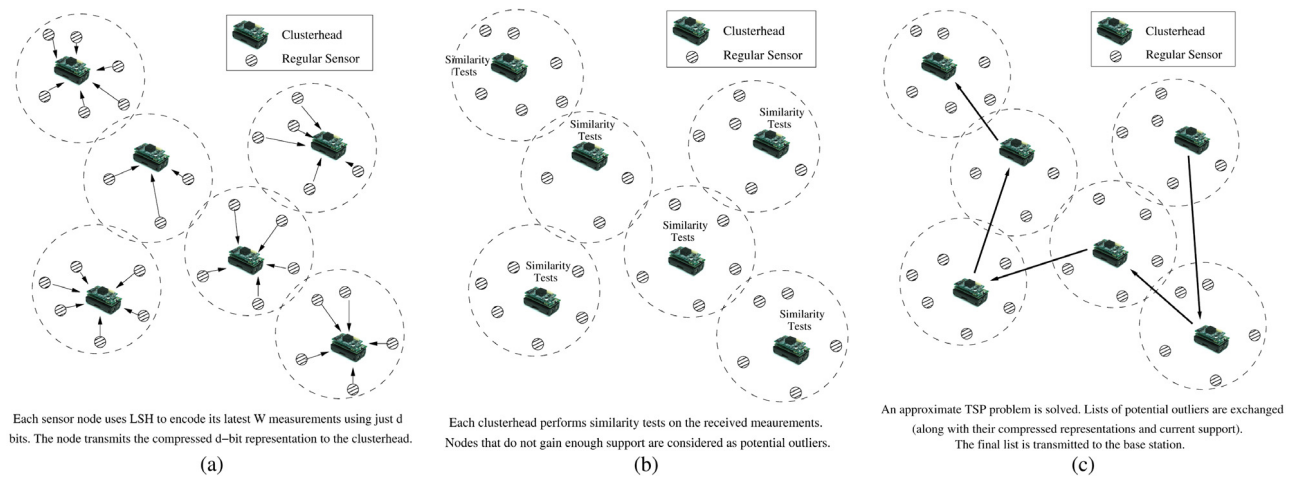 Clusterhead
Regular Sensor
Each sensor node uses LSH to encode its latest W measurements using just d
bits. The node transmits the compressed d−bit representation to the clusterhead.
(a)
Clusterhead
Regular Sensor
Similarity
Tests
Similarity
Tests
Similarity
Tests
Similarity
Tests
Similarity
Tests
Similarity
Tests
Each clusterhead performs similarity tests on the received meaurements.
Nodes that do not gain enough support are considered as potential outliers.
(b)
Clusterhead
Regular Sensor
An approximate TSP problem is solved. Lists of potential outliers are exchanged
(along with their compressed representations and current support).
The final list is transmitted to the base station.
(c)